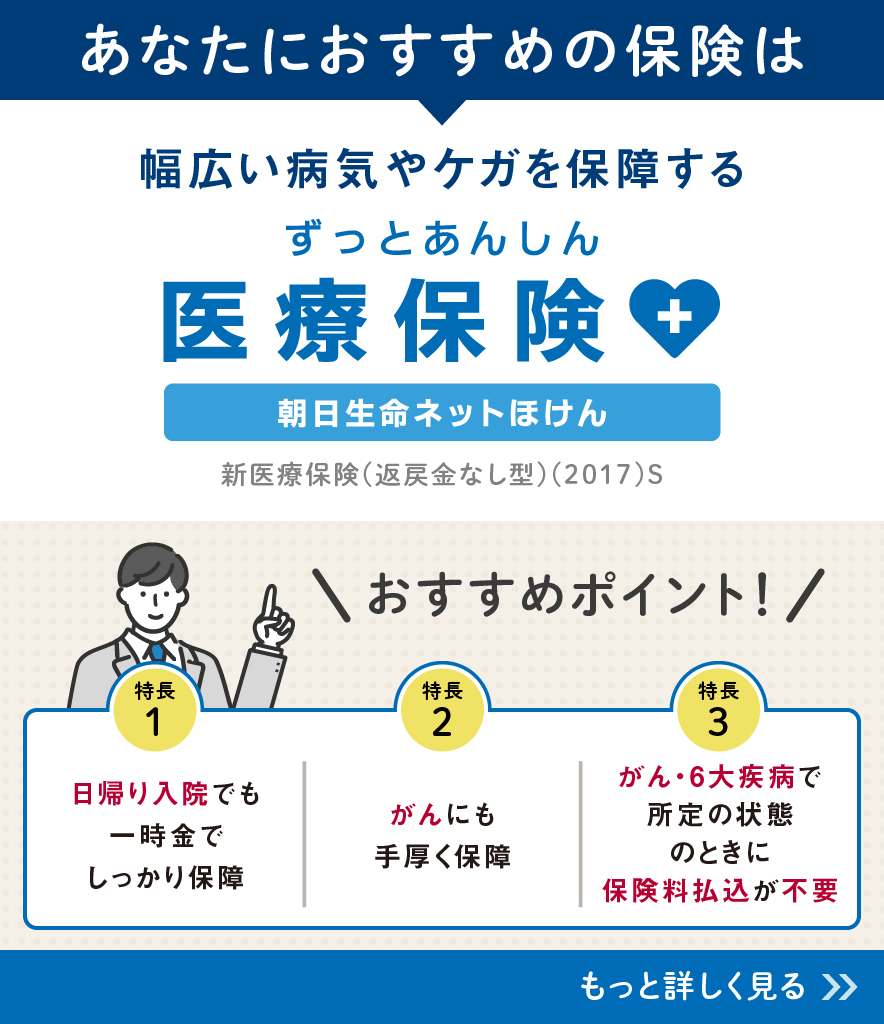 あなたにおすすめの保険は
幅広い病気やケガを保障する
ずっとあんしん
医療保険
朝日生命ネットほけん
新医療保険(返戻金なし型)(2017)S
おすすめポイント!
特長
1
日帰り入院でも
一時金で
しっかり保障
特長
2
がんにも
手厚く保障
特長
3
がん・6大疾病で
所定の状態
のときに
保険料払込が不要
もっと詳しく見る